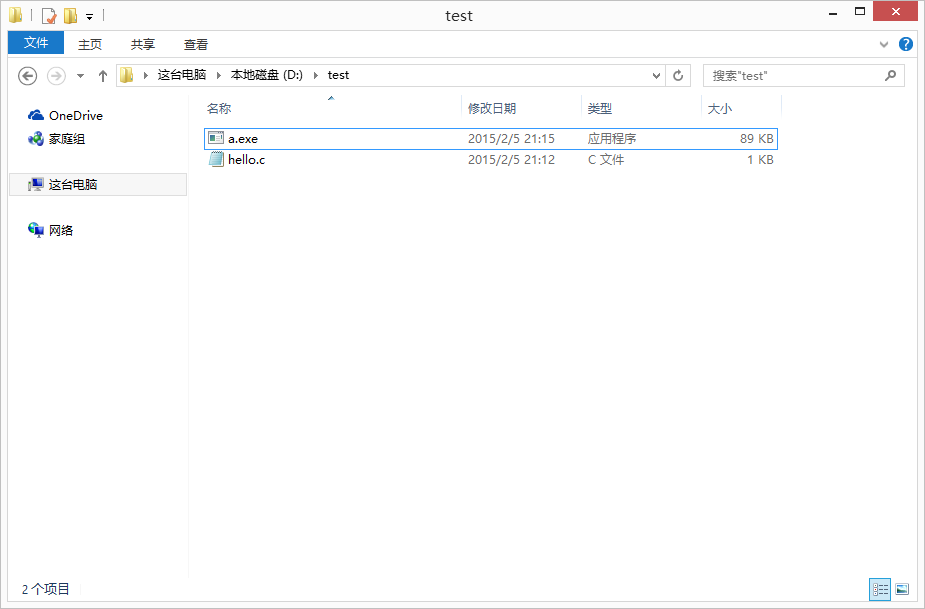 test
文件 主页 共享 查看
这台电脑 本地磁盘 (D:) test 搜索"test"
名称 修改日期 类型 大小
OneDrive
家庭组
这台电脑
网络
a.exe 2015/2/5 21:15 应用程序 89 KB
hello.c 2015/2/5 21:12 C 文件 1 KB
2 个项目